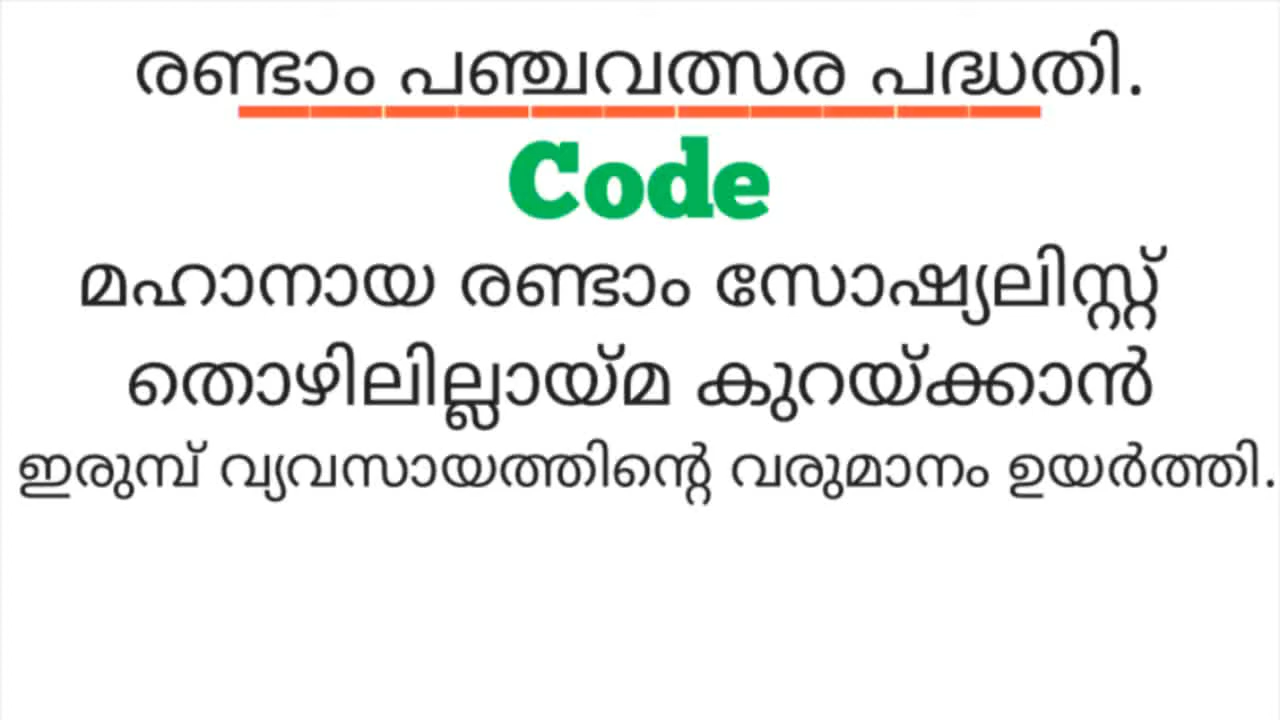 രണ്ടാം പഞ്ചവത്സര പദ്ധതി.
Code
മഹാനായ രണ്ടാം സോഷ്യലിസ്റ്റ്
തൊഴിലില്ലായ്മ കുറയ്ക്കാൻ
ഇരുമ്പ് വ്യവസായത്തിന്റെ വരുമാനം ഉയർത്തി.